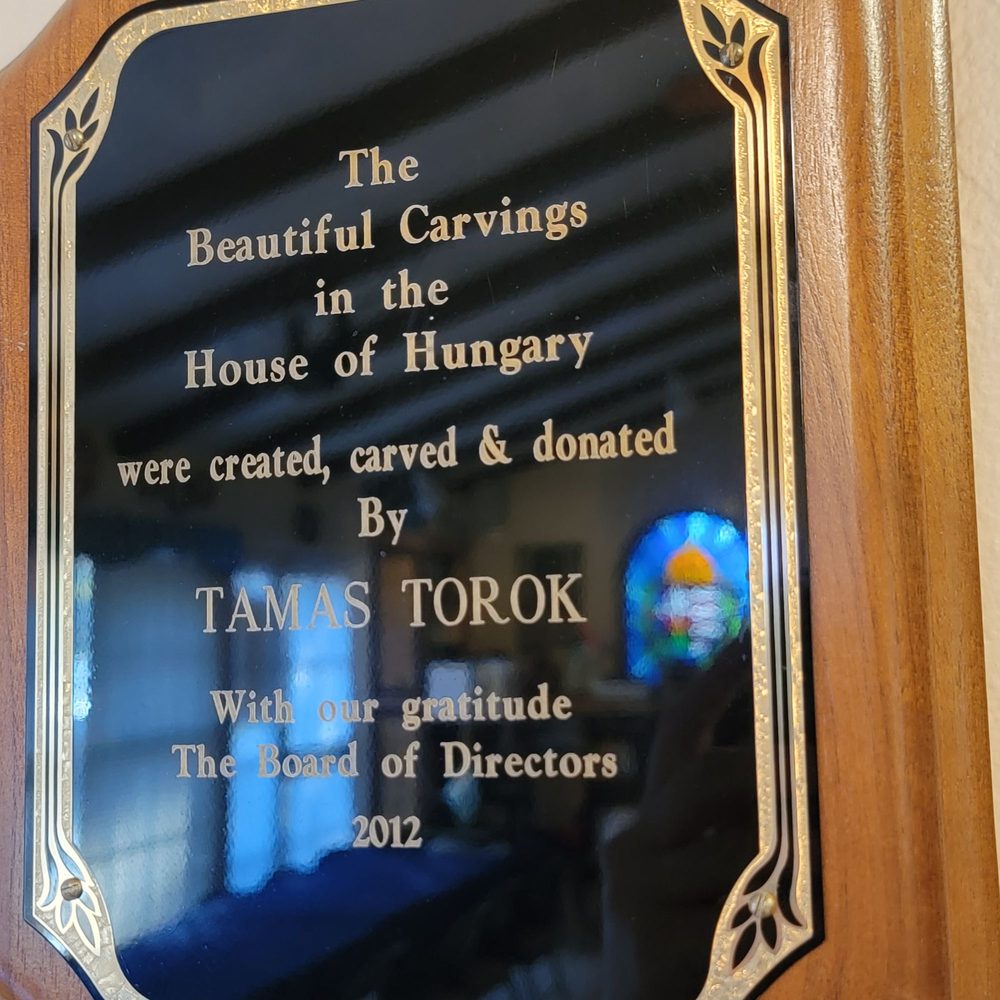 The
Beautiful Carvings
in the
House of Hungary
were created, carved & donated
By
TAMAS TOROK
With our gratitude
The Board of Directors
2012